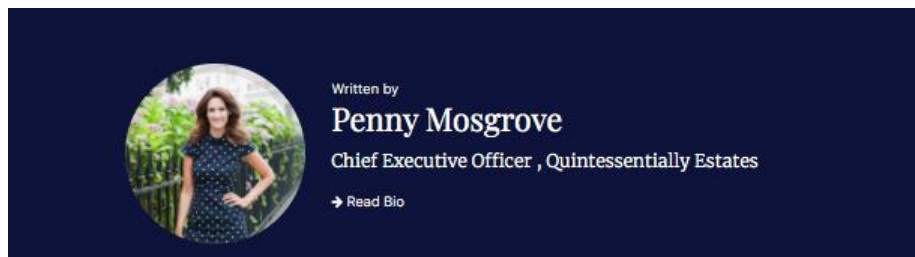 Written by
Penny Mosgrove
Chief Executive Officer , Quintessentially Estates
→ Read Bio